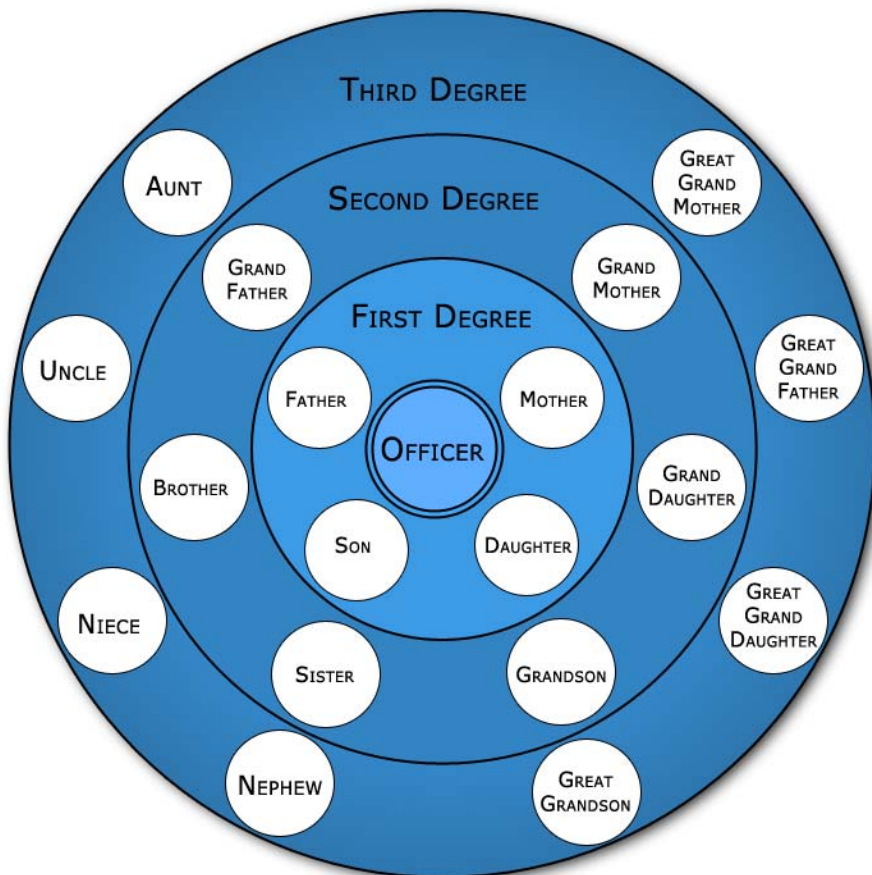 THIRD DEGREE
AUNT
GREAT
GRAND
MOTHER
SECOND DEGREE
GRAND
FATHER
GRAND
MOTHER
FIRST DEGREE
UNCLE
GREAT
GRAND
FATHER
FATHER
MOTHER
OFFICER
BROTHER
GRAND
DAUGHTER
SON
DAUGHTER
NIECE
GREAT
GRAND
DAUGHTER
SISTER
GRANDSON
NEPHEW
GREAT
GRANDSON